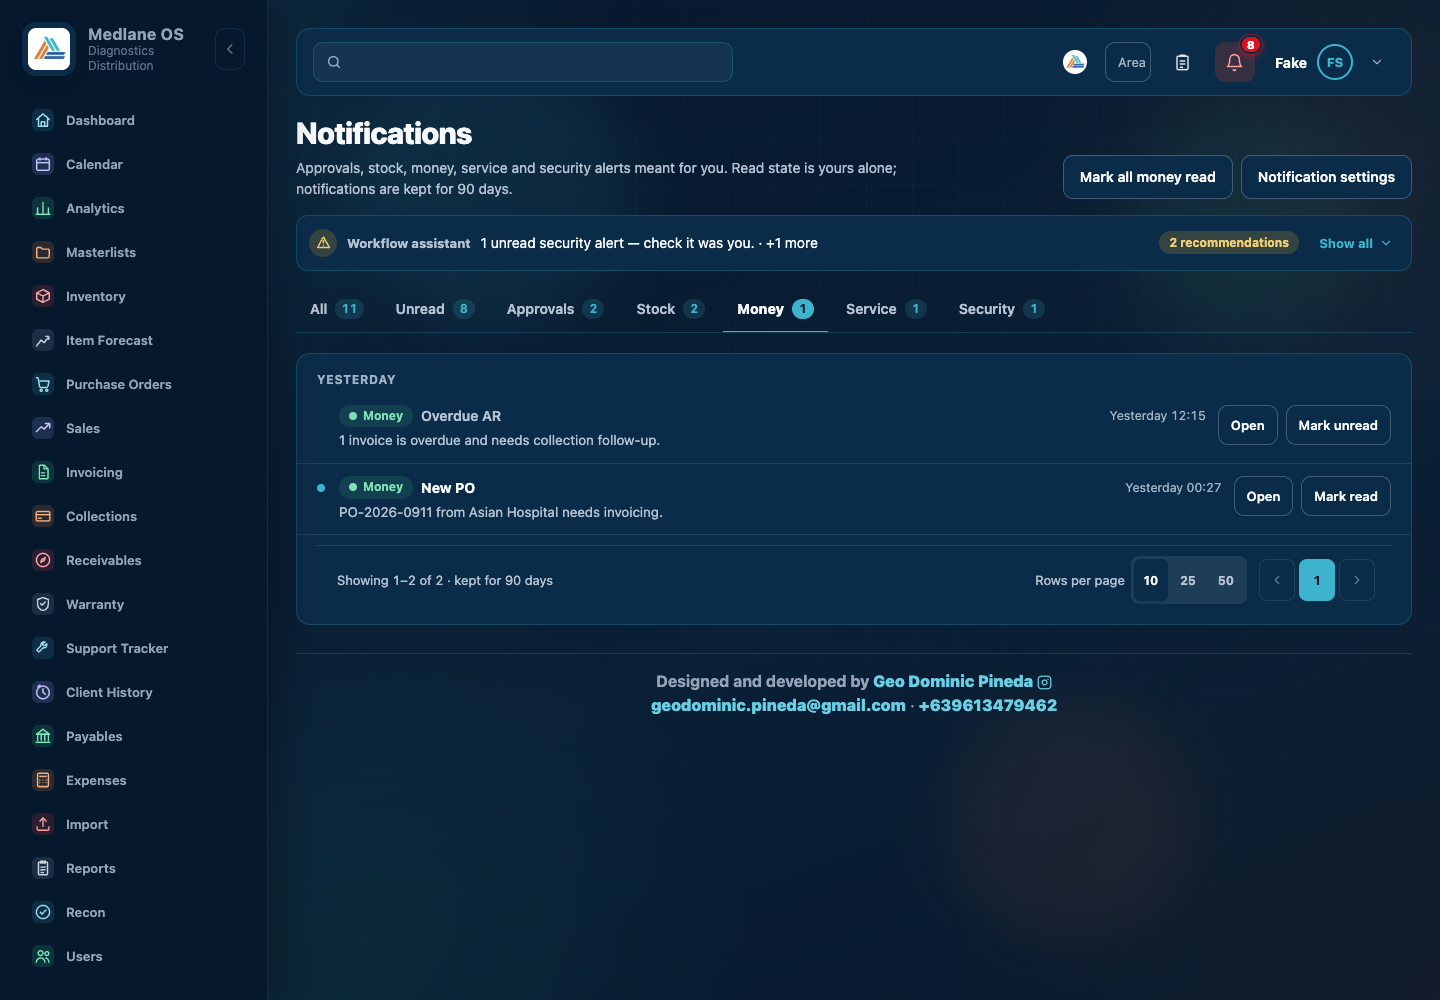 Medlane OS
Diagnostics
Distribution
Dashboard
Calendar
Analytics
Masterlists
Inventory
Item Forecast
Purchase Orders
Sales
Invoicing
Collections
Receivables
Warranty
Support Tracker
Client History
Payables
Expenses
Import
Reports
Recon
Users
Area
8
Fake FS
Notifications
Approvals, stock, money, service and security alerts meant for you. Read state is yours alone;
notifications are kept for 90 days.
Mark all money read
Notification settings
Workflow assistant 1 unread security alert — check it was you. · +1 more
2 recommendations
Show all
All 11 Unread 8 Approvals 2 Stock 2 Money 1 Service 1 Security 1
YESTERDAY
Money Overdue AR
Yesterday 12:15 Open Mark unread
1 invoice is overdue and needs collection follow-up.
Money New PO
Yesterday 00:27 Open Mark read
PO-2026-0911 from Asian Hospital needs invoicing.
Showing 1–2 of 2 · kept for 90 days
Rows per page 10 25 50 1
Designed and developed by Geo Dominic Pineda
geodominic.pineda@gmail.com · +639613479462